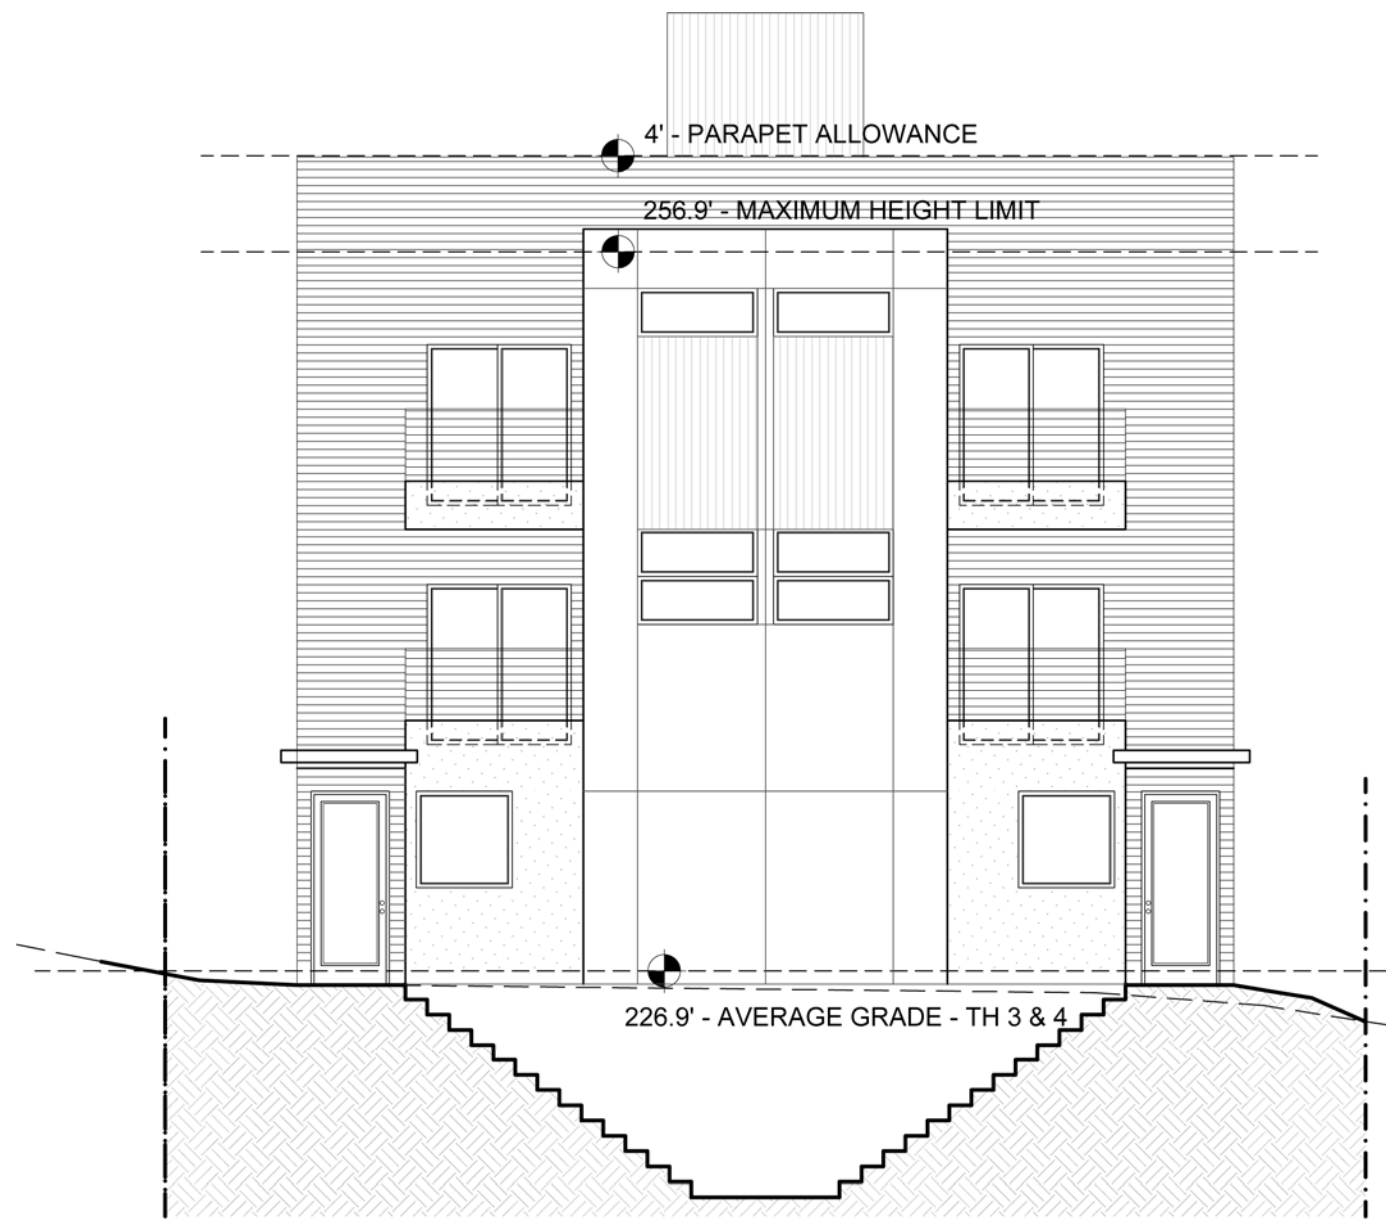 4' - PARAPET ALLOWANCE
256.9' - MAXIMUM HEIGHT LIMIT
226.9' - AVERAGE GRADE - TH 3 & 4